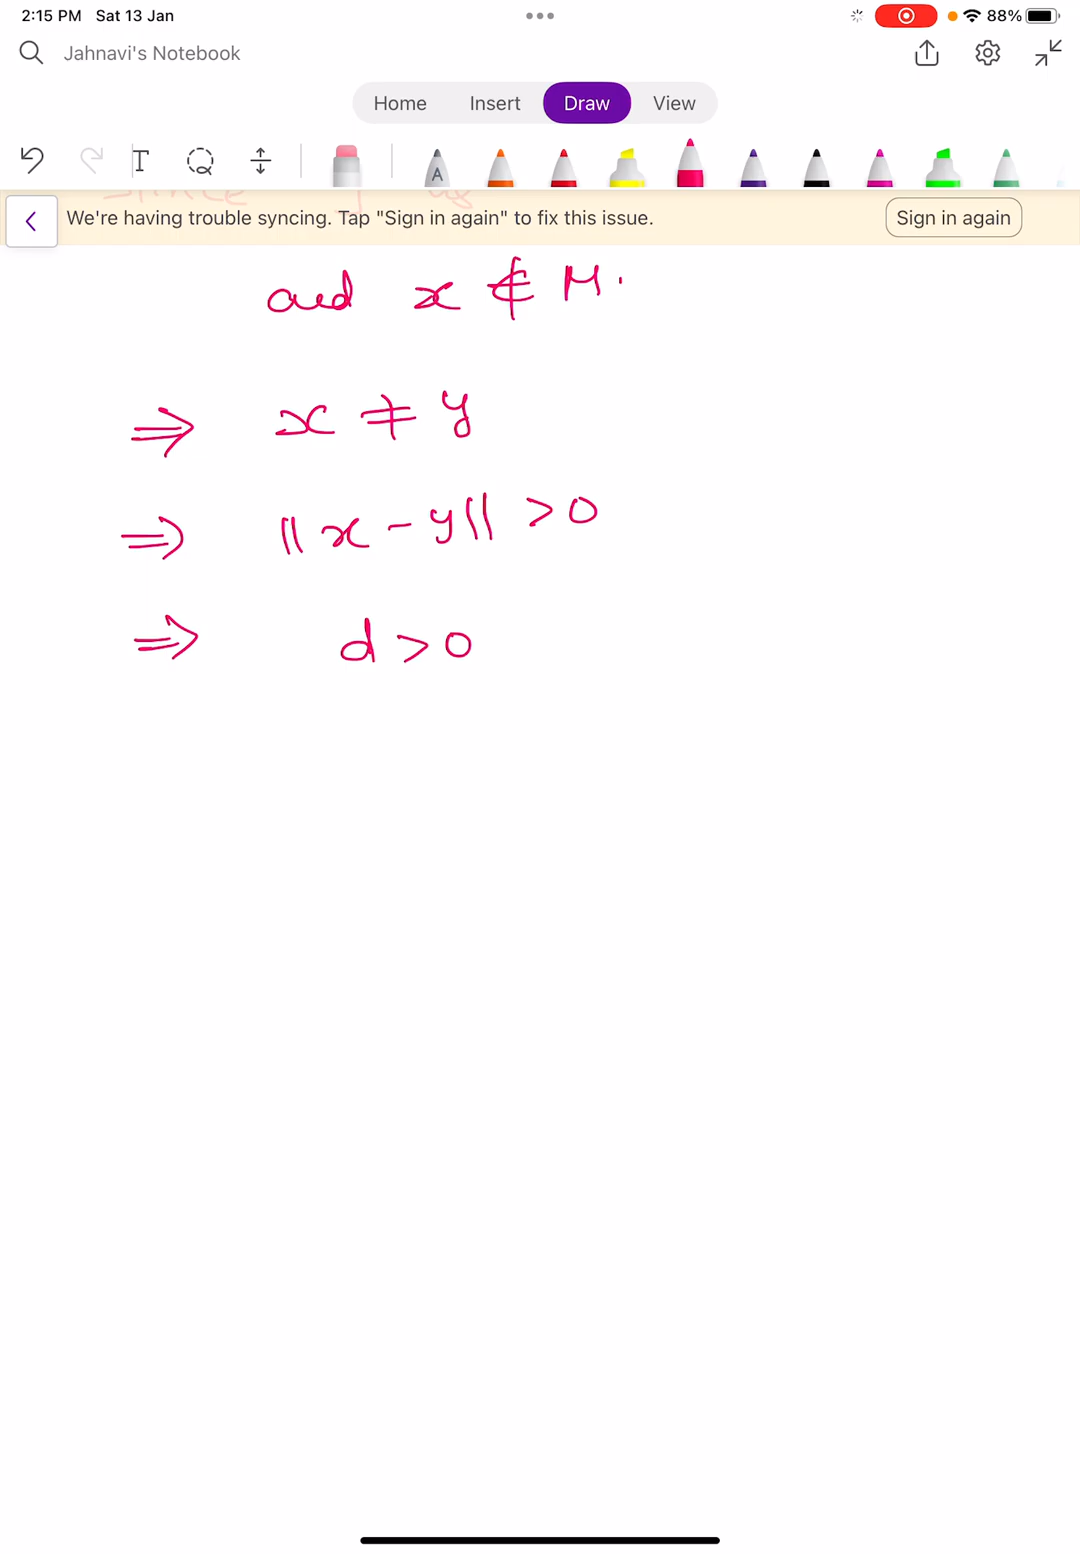 2:15 PM Sat 13 Jan 88%
Jahnavi's Notebook
Home Insert Draw View
T A
since y
We're having trouble syncing. Tap "Sign in again" to fix this issue. Sign in again
and x ∉ M.
⇒ x ≠ y
⇒ ||x - y|| > 0
⇒ d > 0